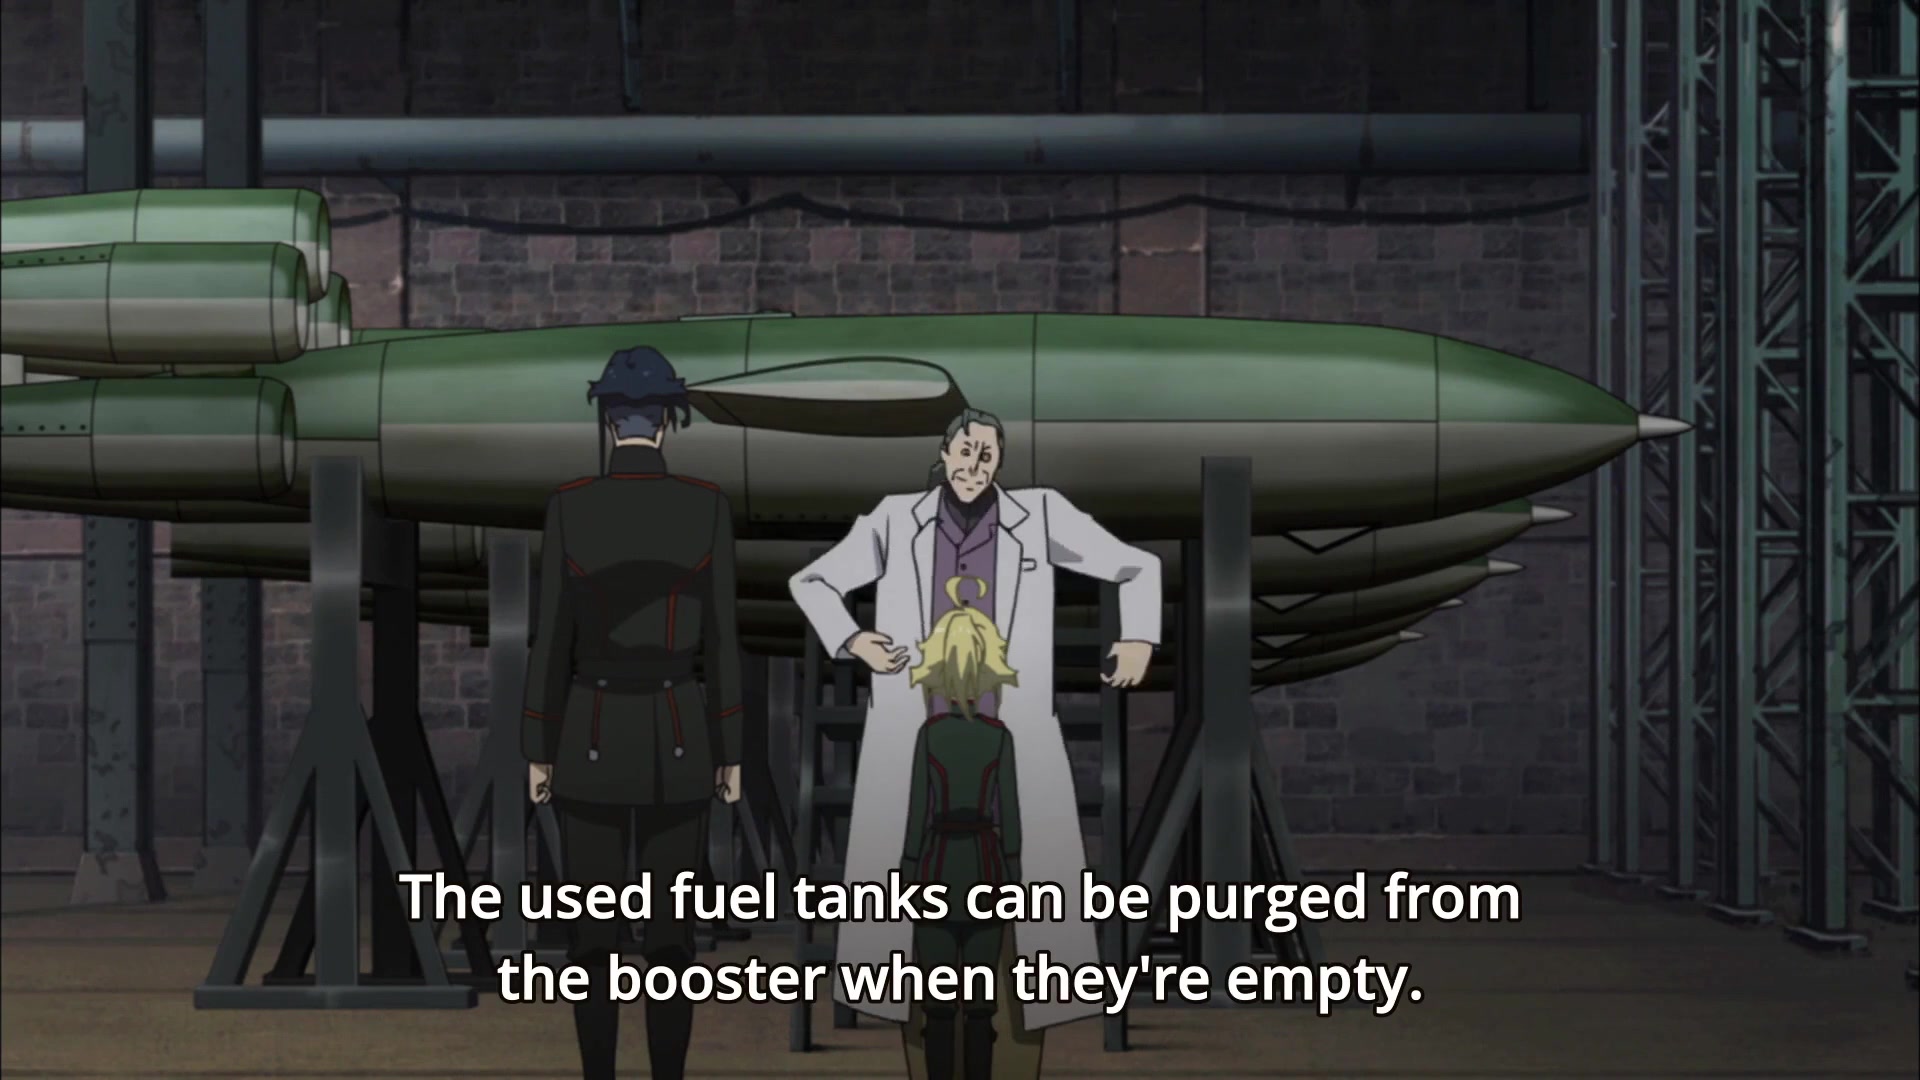 The used fuel tanks can be purged from
the booster when they're empty.